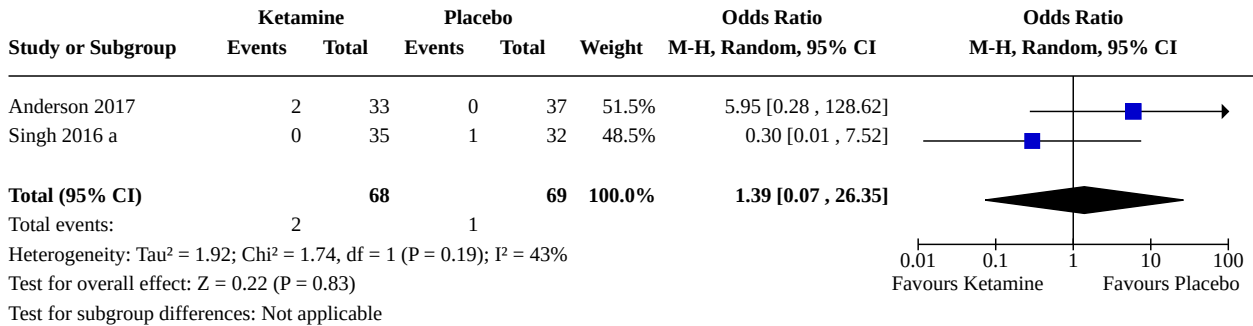 Ketamine Placebo Odds Ratio Odds Ratio
Study or Subgroup Events Total Events Total Weight M-H, Random, 95% CI M-H, Random, 95% CI
Anderson 2017 2 33 0 37 51.5% 5.95 [0.28 , 128.62]
Singh 2016 a 0 35 1 32 48.5% 0.30 [0.01 , 7.52]
Total (95% CI) 68 69 100.0% 1.39 [0.07 , 26.35]
Total events: 2 1
Heterogeneity: Tau² = 1.92; Chi² = 1.74, df = 1 (P = 0.19); I² = 43%
Test for overall effect: Z = 0.22 (P = 0.83)
Test for subgroup differences: Not applicable
0.01 0.1 1 10 100
Favours Ketamine Favours Placebo